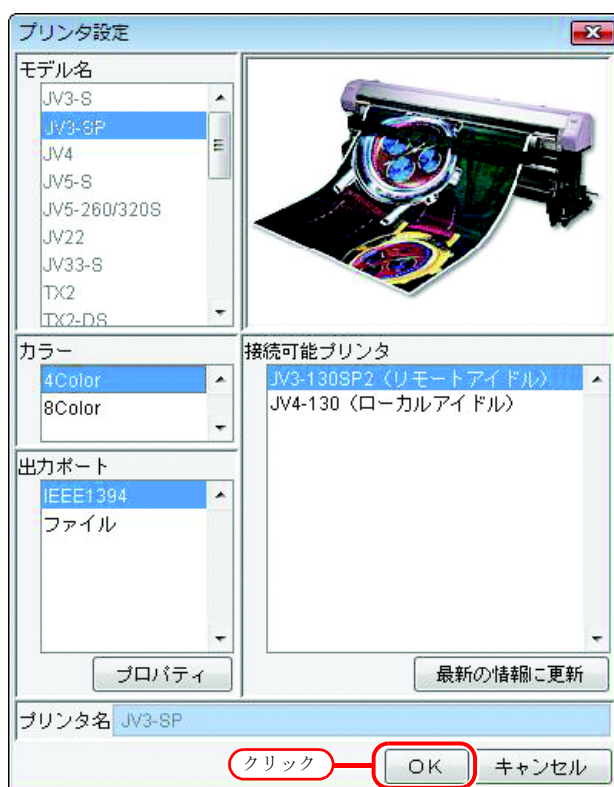 プリンタ設定
モデル名
JV3-S
JV3-SP
JV4
JV5-S
JV5-260/320S
JV22
JV33-S
TX2
TX2-DS
カラー
4Color
8Color
出力ポート
IEEE1394
ファイル
プロパティ
接続可能プリンタ
JV3-130SP2（リモートアイドル）
JV4-130（ローカルアイドル）
最新の情報に更新
プリンタ名 JV3-SP
クリック
OK
キャンセル